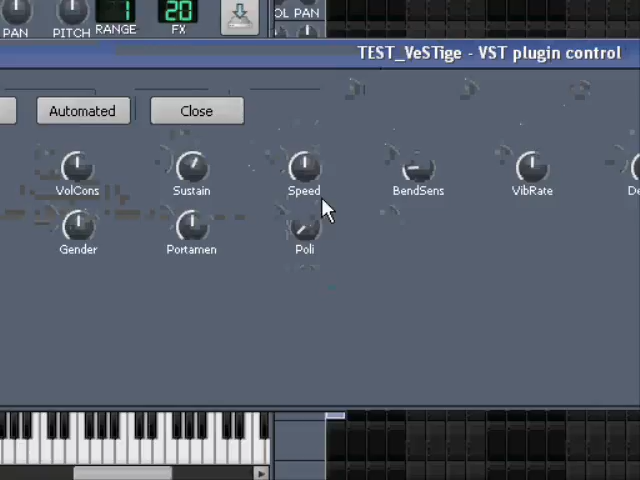 1
20
OL PAN
PAN
PITCH
RANGE
FX
TEST_VeSTige - VST plugin control
Automated
Close
VolCons
Sustain
Speed
BendSens
VibRate
De
Gender
Portamen
Poli